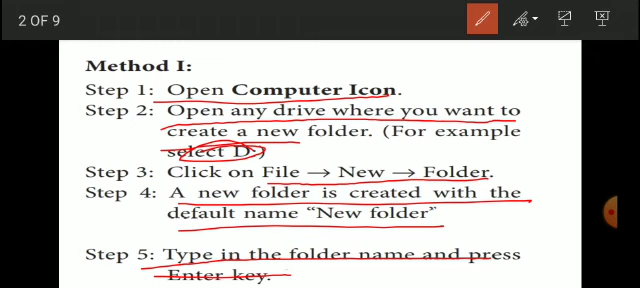 2 OF 9
Method I:
Step 1: Open Computer Icon.
Step 2: Open any drive where you want to
create a new folder. (For example
select D:)
Step 3: Click on File → New → Folder.
Step 4: A new folder is created with the
default name “New folder”
Step 5: Type in the folder name and press
Enter key.